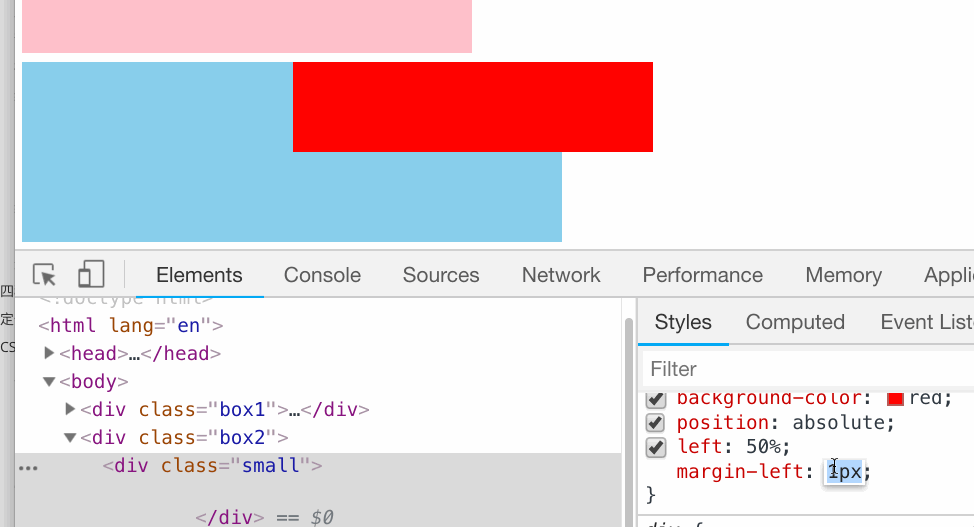 四
定
CS
Elements Console Sources Network Performance Memory Appli
<!doctype html>
<html lang="en">
<head>…</head>
<body>
<div class="box1">…</div>
<div class="box2">
<div class="small">
</div> == $0
Styles Computed Event List
Filter
background-color: red;
position: absolute;
left: 50%;
margin-left: 1px;
}
div {